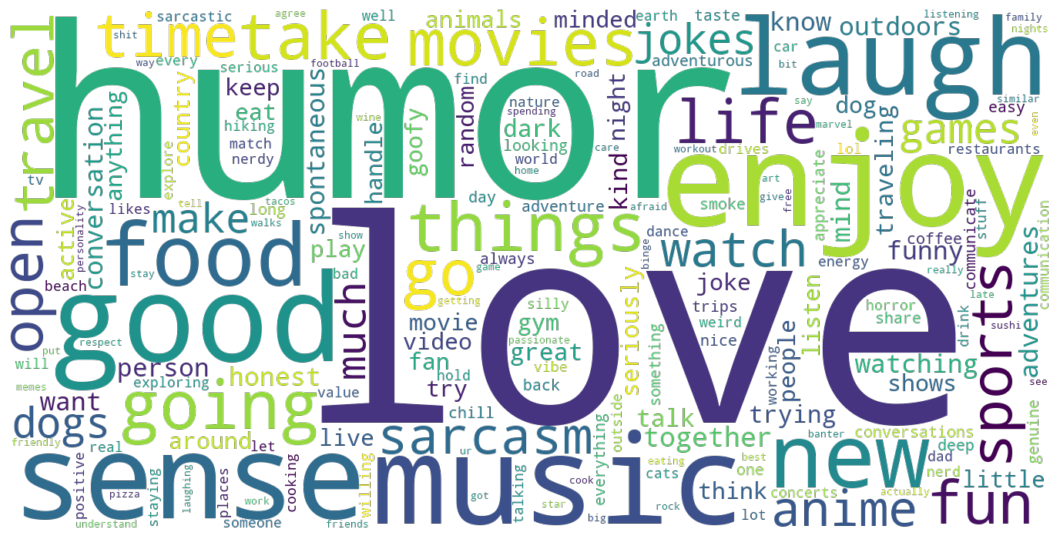 humor
love
good
sense
music
laugh
enjoy
new
food
things
movies
time
take
travel
open
life
sports
fun
going
go
watch
jokes
games
anime
sarcasm
dogs
make
much
sarcastic
shit
way
agree
well
every
serious
football
animals
minded
earth
taste
know
outdoors
listening
family
nights
car
bit
adventurous
keep
country
eat
hiking
match
nerdy
explore
spontaneous
handle
goofy
random
find
road
wine
nature
spending
dark
looking
world
home
care
kind
night
workout
drives
say
marvel
dog
lol
easy
similar
even
restaurants
traveling
mind
appreciate
art
give
free
smoke
afraid
tv
conversation
anything
active
personality
likes
beach
tell
tacos
long
walks
day
adventure
play
show
bad
stay
always
game
getting
dance
binge
energy
coffee
funny
communicate
stuff
really
adventures
communication
late
joke
trips
weird
nice
silly
gym
great
passionate
vibe
back
movie
video
fan
hold
try
value
chill
seriously
something
people
working
listen
horror
share
drink
sushi
watching
shows
see
genuine
respect
put
will
person
exploring
honest
want
memes
around
let
live
real
friendly
positive
pizza
understand
staying
places
work
laughing
someone
cooking
willing
friends
talking
ur
got
eating
cats
cook
star
big
everything
outside
talk
together
trying
best
one
rock
think
lot
banter
concerts
conversations
deep
dad
nerd
actually
little